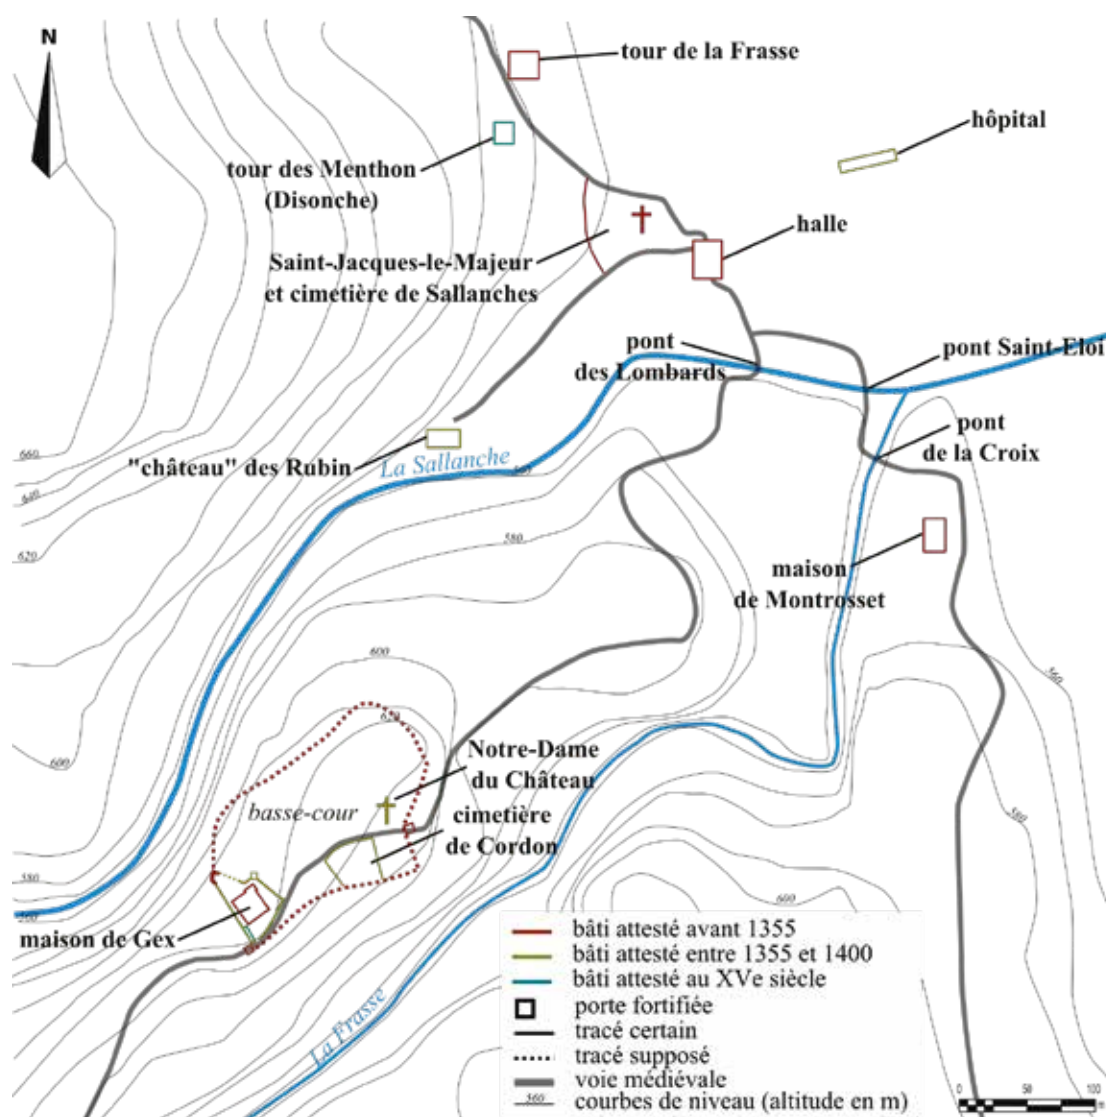 N
tour de la Frasse
hôpital
tour des Menthon
(Disonche)
halle
Saint-Jacques-le-Majeur
et cimetière de Sallanches
pont
des Lombards
pont Saint-Eloi
pont
de la Croix
"château" des Rubin
La Sallanche
560
660
640
620
580
maison
de Montrosset
600
620
560
600
Notre-Dame
du Château
basse-cour
cimetière
de Cordon
580
580
560
600
maison de Gex
La Frasse
bâti attesté avant 1355
bâti attesté entre 1355 et 1400
bâti attesté au XVe siècle
porte fortifiée
tracé certain
tracé supposé
voie médiévale
560 courbes de niveau (altitude en m)
0 50 100
m